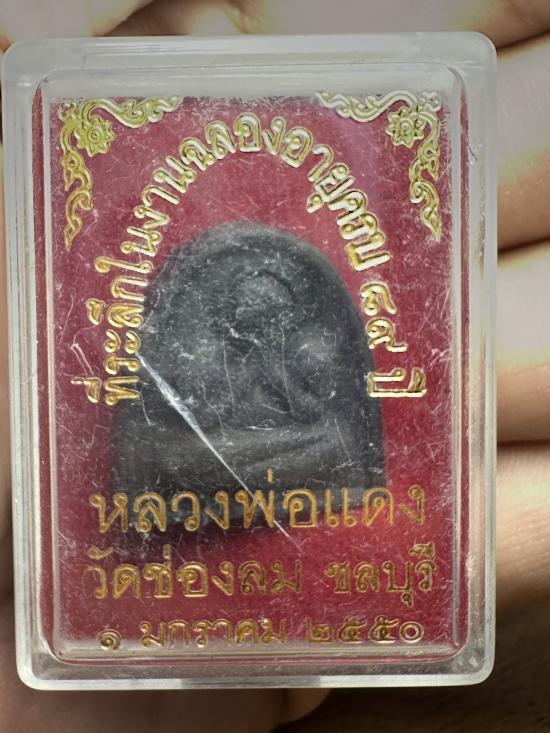 ที่ระลึกในงานฉลองอายุครบ ๘๙ ปี
หลวงพ่อแดง
วัดช่องลม ชลบุรี
๑ มกราคม ๒๕๕๐